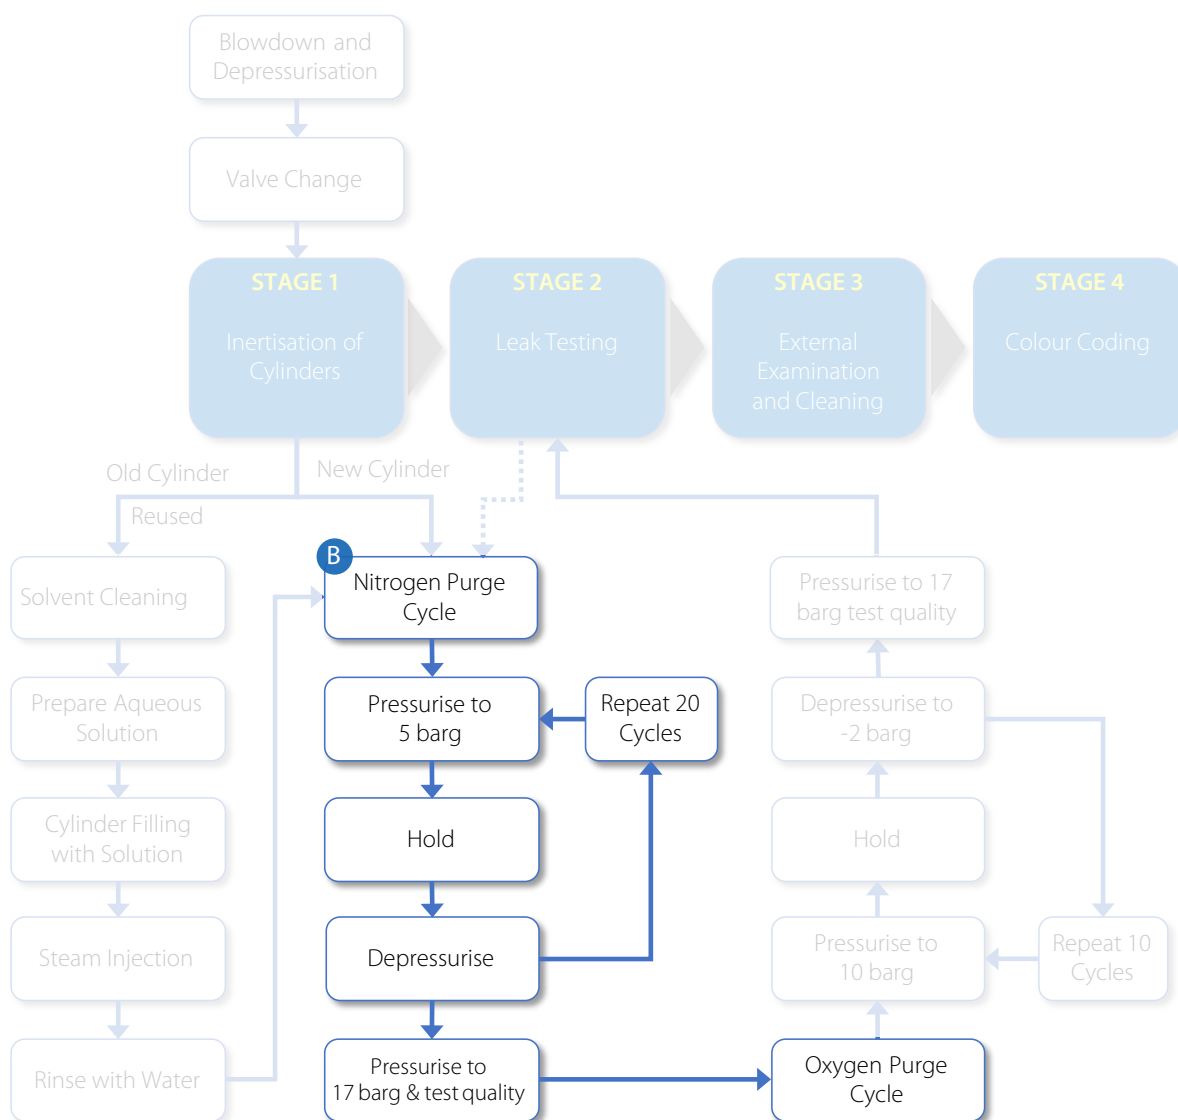 Blowdown and
Depressurisation
Valve Change
STAGE 1
Inertisation of
Cylinders
STAGE 2
Leak Testing
STAGE 3
External
Examination
and Cleaning
STAGE 4
Colour Coding
Old Cylinder
Reused
New Cylinder
Solvent Cleaning
Prepare Aqueous
Solution
Cylinder Filling
with Solution
Steam Injection
Rinse with Water
B
Nitrogen Purge
Cycle
Pressurise to
5 barg
Repeat 20
Cycles
Hold
Depressurise
Pressurise to
17 barg & test quality
Pressurise to 17
barg test quality
Depressurise to
-2 barg
Hold
Pressurise to
10 barg
Repeat 10
Cycles
Oxygen Purge
Cycle